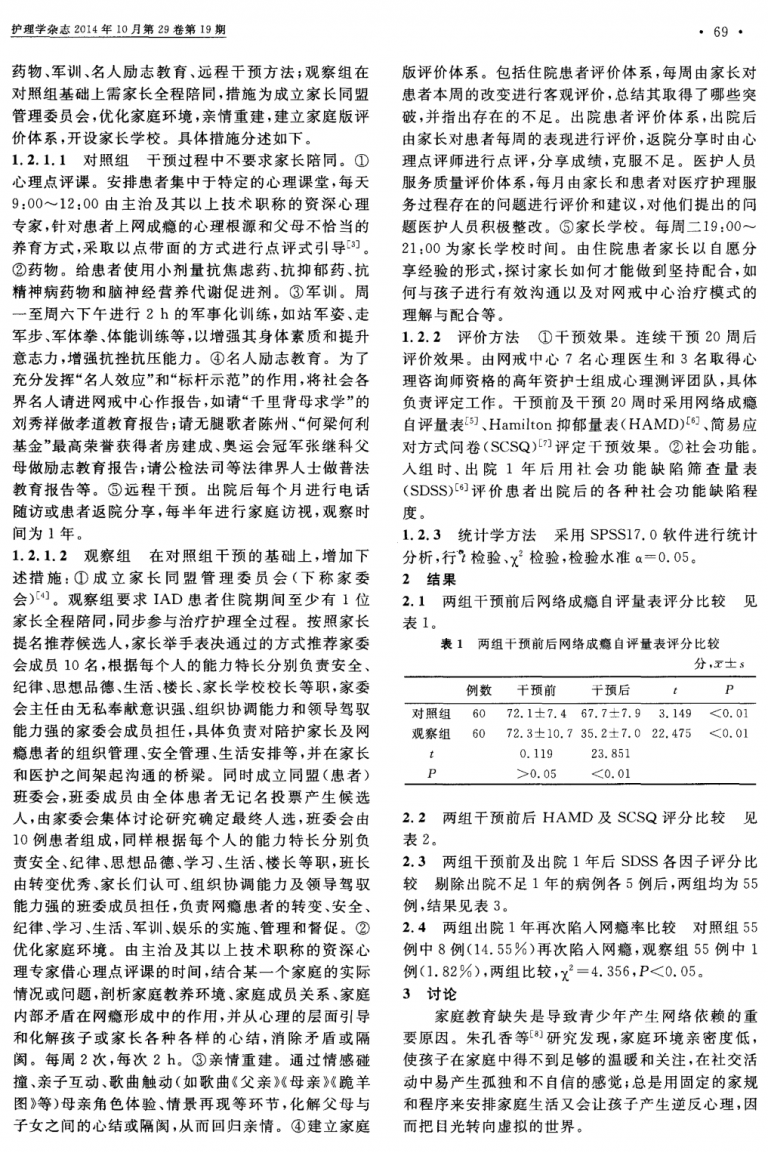 护理学杂志 2014 年 10 月第 29 卷第 19 期
· 69 ·
药物、军训、名人励志教育、远程干预方法;观察组在
对照组基础上需家长全程陪同,措施为成立家长同盟
管理委员会,优化家庭环境,亲情重建,建立家庭版评
价体系,开设家长学校。具体措施分述如下。
1.2.1.1 对照组 干预过程中不要求家长陪同。①
心理点评课。安排患者集中于特定的心理课堂,每天
9:00～12:00 由主治及其以上技术职称的资深心理
专家,针对患者上网成瘾的心理根源和父母不恰当的
养育方式,采取以点带面的方式进行点评式引导[3]。
②药物。给患者使用小剂量抗焦虑药、抗抑郁药、抗
精神病药物和脑神经营养代谢促进剂。③军训。周
一至周六下午进行 2 h 的军事化训练,如站军姿、走
军步、军体拳、体能训练等,以增强其身体素质和提升
意志力,增强抗挫抗压能力。④名人励志教育。为了
充分发挥“名人效应”和“标杆示范”的作用,将社会各
界名人请进网戒中心作报告,如请“千里背母求学”的
刘秀祥做孝道教育报告;请无腿歌者陈州、“何梁何利
基金”最高荣誉获得者房建成、奥运会冠军张继科父
母做励志教育报告;请公检法司等法律界人士做普法
教育报告等。⑤远程干预。出院后每个月进行电话
随访或患者返院分享,每半年进行家庭访视,观察时
间为 1 年。
1.2.1.2 观察组 在对照组干预的基础上,增加下
述措施:①成立家长同盟管理委员会(下称家委
会)[4]。观察组要求 IAD 患者住院期间至少有 1 位
家长全程陪同,同步参与治疗护理全过程。按照家长
提名推荐候选人,家长举手表决通过的方式推荐家委
会成员 10 名,根据每个人的能力特长分别负责安全、
纪律、思想品德、生活、楼长、家长学校校长等职,家委
会主任由无私奉献意识强、组织协调能力和领导驾驭
能力强的家委会成员担任,具体负责对陪护家长及网
瘾患者的组织管理、安全管理、生活安排等,并在家长
和医护之间架起沟通的桥梁。同时成立同盟(患者)
班委会,班委成员由全体患者无记名投票产生候选
人,由家委会集体讨论研究确定最终人选,班委会由
10 例患者组成,同样根据每个人的能力特长分别负
责安全、纪律、思想品德、学习、生活、楼长等职,班长
由转变优秀、家长们认可、组织协调能力及领导驾驭
能力强的班委成员担任,负责网瘾患者的转变、安全、
纪律、学习、生活、军训、娱乐的实施、管理和督促。②
优化家庭环境。由主治及其以上技术职称的资深心
理专家借心理点评课的时间,结合某一个家庭的实际
情况或问题,剖析家庭教养环境、家庭成员关系、家庭
内部矛盾在网瘾形成中的作用,并从心理的层面引导
和化解孩子或家长各种各样的心结,消除矛盾或隔
阂。每周 2 次,每次 2 h。③亲情重建。通过情感碰
撞、亲子互动、歌曲触动(如歌曲《父亲》《母亲》《跪羊
图》等)母亲角色体验、情景再现等环节,化解父母与
子女之间的心结或隔阂,从而回归亲情。④建立家庭
版评价体系。包括住院患者评价体系,每周由家长对
患者本周的改变进行客观评价,总结其取得了哪些突
破,并指出存在的不足。出院患者评价体系,出院后
由家长对患者每周的表现进行评价,返院分享时由心
理点评师进行点评,分享成绩,克服不足。医护人员
服务质量评价体系,每月由家长和患者对医疗护理服
务过程存在的问题进行评价和建议,对他们提出的问
题医护人员积极整改。⑤家长学校。每周二19:00～
21:00 为家长学校时间。由住院患者家长以自愿分
享经验的形式,探讨家长如何才能做到坚持配合,如
何与孩子进行有效沟通以及对网戒中心治疗模式的
理解与配合等。
1.2.2 评价方法 ①干预效果。连续干预 20 周后
评价效果。由网戒中心 7 名心理医生和 3 名取得心
理咨询师资格的高年资护士组成心理测评团队,具体
负责评定工作。干预前及干预 20 周时采用网络成瘾
自评量表[5]、Hamilton 抑郁量表(HAMD)[6]、简易应
对方式问卷(SCSQ)[7]评定干预效果。②社会功能。
入组时、出院 1 年后用社会功能缺陷筛查量表
(SDSS)[6]评价患者出院后的各种社会功能缺陷程
度。
1.2.3 统计学方法 采用 SPSS17.0 软件进行统计
分析,行 t 检验、χ² 检验,检验水准 α=0.05。
2 结果
2.1 两组干预前后网络成瘾自评量表评分比较 见
表 1。
表 1 两组干预前后网络成瘾自评量表评分比较
分,x̄±s
例数 干预前 干预后 t P
对照组 60 72.1±7.4 67.7±7.9 3.149 <0.01
观察组 60 72.3±10.7 35.2±7.0 22.475 <0.01
t 0.119 23.851
P >0.05 <0.01
2.2 两组干预前后 HAMD 及 SCSQ 评分比较 见
表 2。
2.3 两组干预前及出院 1 年后 SDSS 各因子评分比
较 剔除出院不足 1 年的病例各 5 例后,两组均为 55
例,结果见表 3。
2.4 两组出院 1 年再次陷入网瘾率比较 对照组 55
例中 8 例(14.55%)再次陷入网瘾,观察组 55 例中 1
例(1.82%),两组比较,χ²=4.356,P<0.05。
3 讨论
家庭教育缺失是导致青少年产生网络依赖的重
要原因。朱孔香等[8]研究发现,家庭环境亲密度低,
使孩子在家庭中得不到足够的温暖和关注,在社交活
动中易产生孤独和不自信的感觉;总是用固定的家规
和程序来安排家庭生活又会让孩子产生逆反心理,因
而把目光转向虚拟的世界。